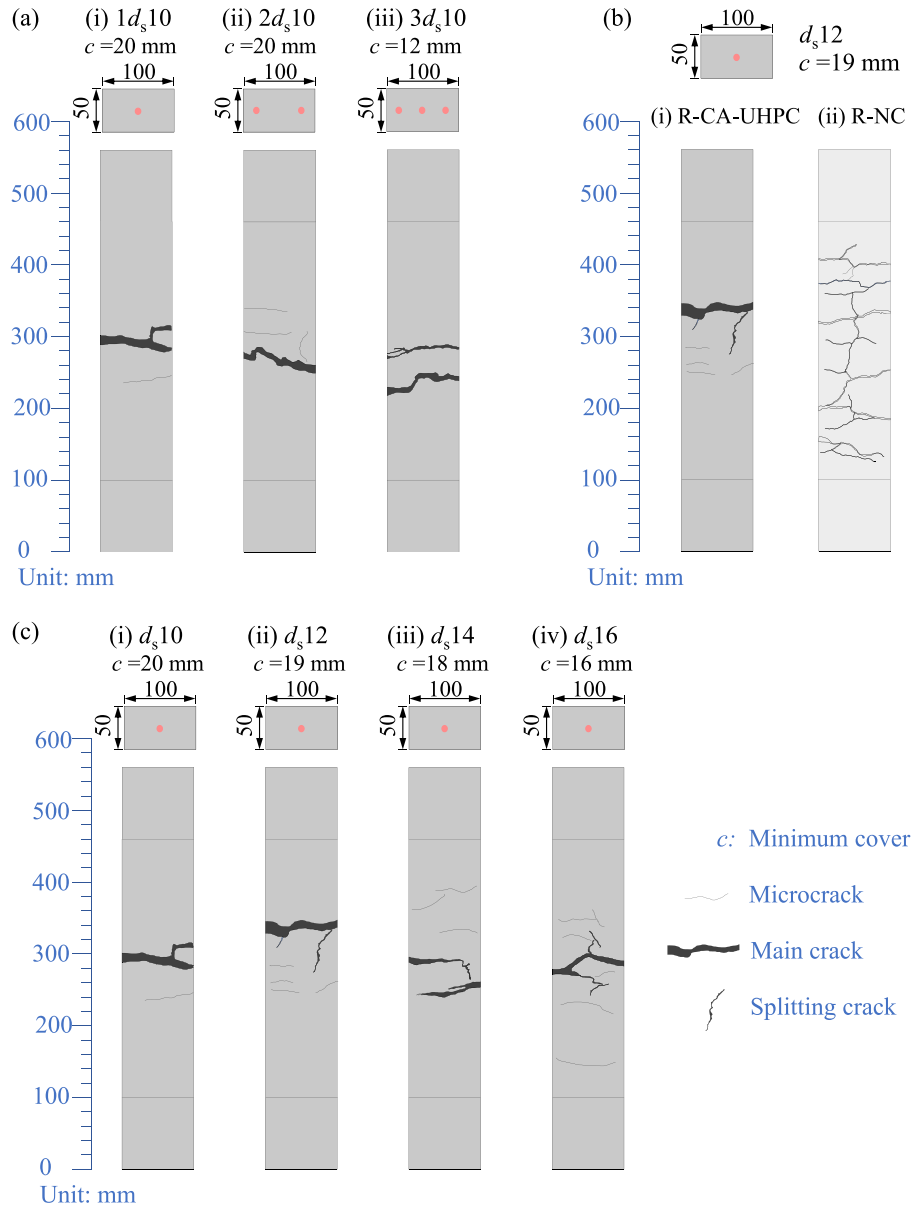 (a)
(i) 1dₛ10
c =20 mm
(ii) 2dₛ10
c =20 mm
(iii) 3dₛ10
c =12 mm
100
100
100
50
50
50
600
500
400
300
200
100
0
Unit: mm
(b)
100
50
dₛ12
c =19 mm
(i) R-CA-UHPC
(ii) R-NC
600
500
400
300
200
100
0
Unit: mm
(c)
(i) dₛ10
c =20 mm
(ii) dₛ12
c =19 mm
(iii) dₛ14
c =18 mm
(iv) dₛ16
c =16 mm
100
100
100
100
50
50
50
50
600
500
400
300
200
100
0
Unit: mm
c: Minimum cover
Microcrack
Main crack
Splitting crack